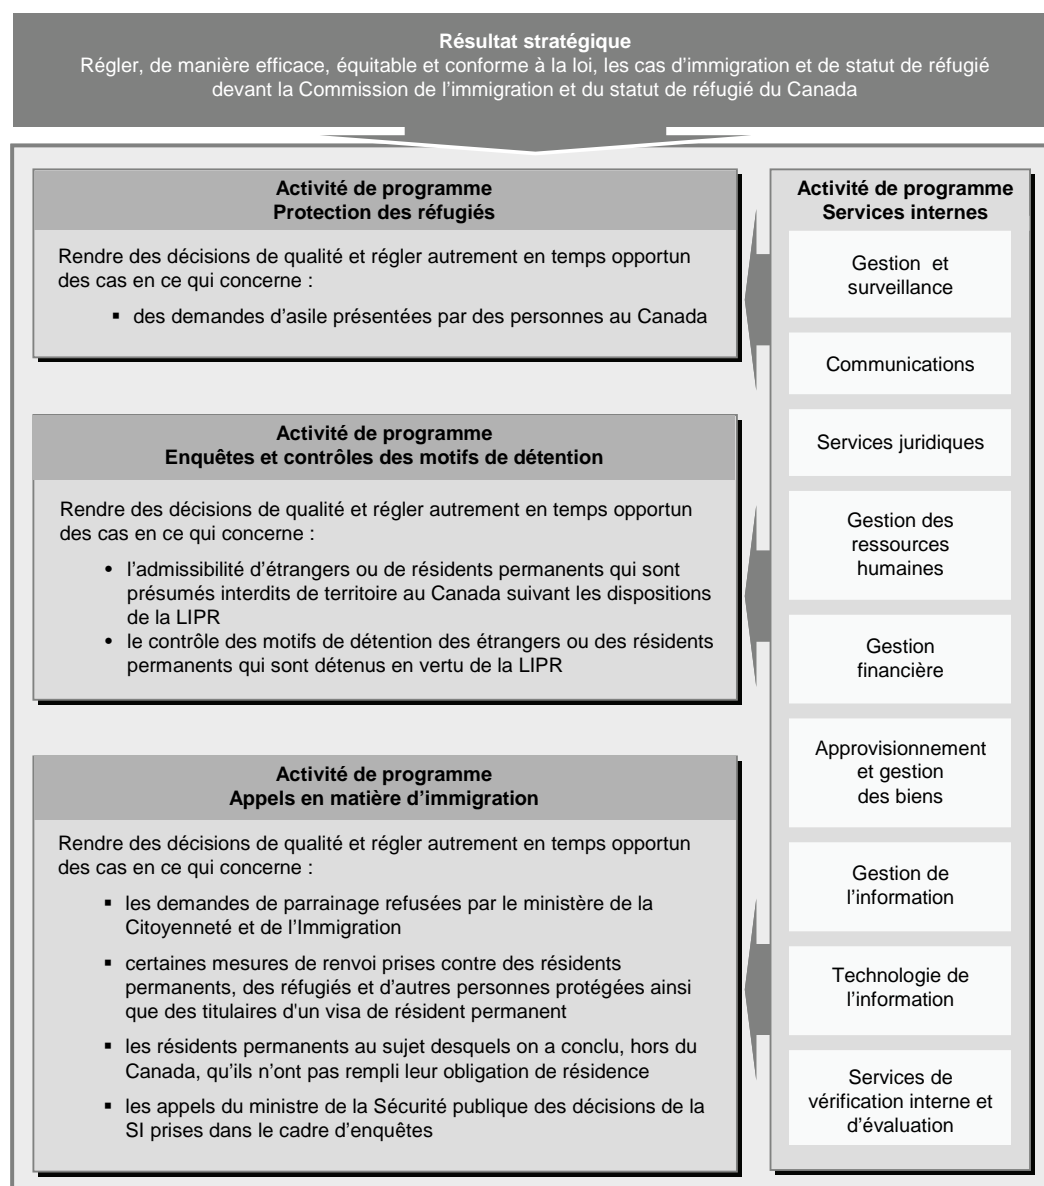 Résultat stratégique
Régler, de manière efficace, équitable et conforme à la loi, les cas d’immigration et de statut de réfugié
devant la Commission de l’immigration et du statut de réfugié du Canada
Activité de programme
Protection des réfugiés
Rendre des décisions de qualité et régler autrement en temps opportun
des cas en ce qui concerne :
▪ des demandes d’asile présentées par des personnes au Canada
Activité de programme
Enquêtes et contrôles des motifs de détention
Rendre des décisions de qualité et régler autrement en temps opportun
des cas en ce qui concerne :
• l’admissibilité d’étrangers ou de résidents permanents qui sont
présumés interdits de territoire au Canada suivant les dispositions
de la LIPR
• le contrôle des motifs de détention des étrangers ou des résidents
permanents qui sont détenus en vertu de la LIPR
Activité de programme
Appels en matière d’immigration
Rendre des décisions de qualité et régler autrement en temps opportun
des cas en ce qui concerne :
▪ les demandes de parrainage refusées par le ministère de la
Citoyenneté et de l’Immigration
▪ certaines mesures de renvoi prises contre des résidents
permanents, des réfugiés et d’autres personnes protégées ainsi
que des titulaires d'un visa de résident permanent
▪ les résidents permanents au sujet desquels on a conclu, hors du
Canada, qu’ils n’ont pas rempli leur obligation de résidence
▪ les appels du ministre de la Sécurité publique des décisions de la
SI prises dans le cadre d’enquêtes
Activité de programme
Services internes
Gestion et
surveillance
Communications
Services juridiques
Gestion des
ressources
humaines
Gestion
financière
Approvisionnement
et gestion
des biens
Gestion de
l’information
Technologie de
l’information
Services de
vérification interne et
d’évaluation